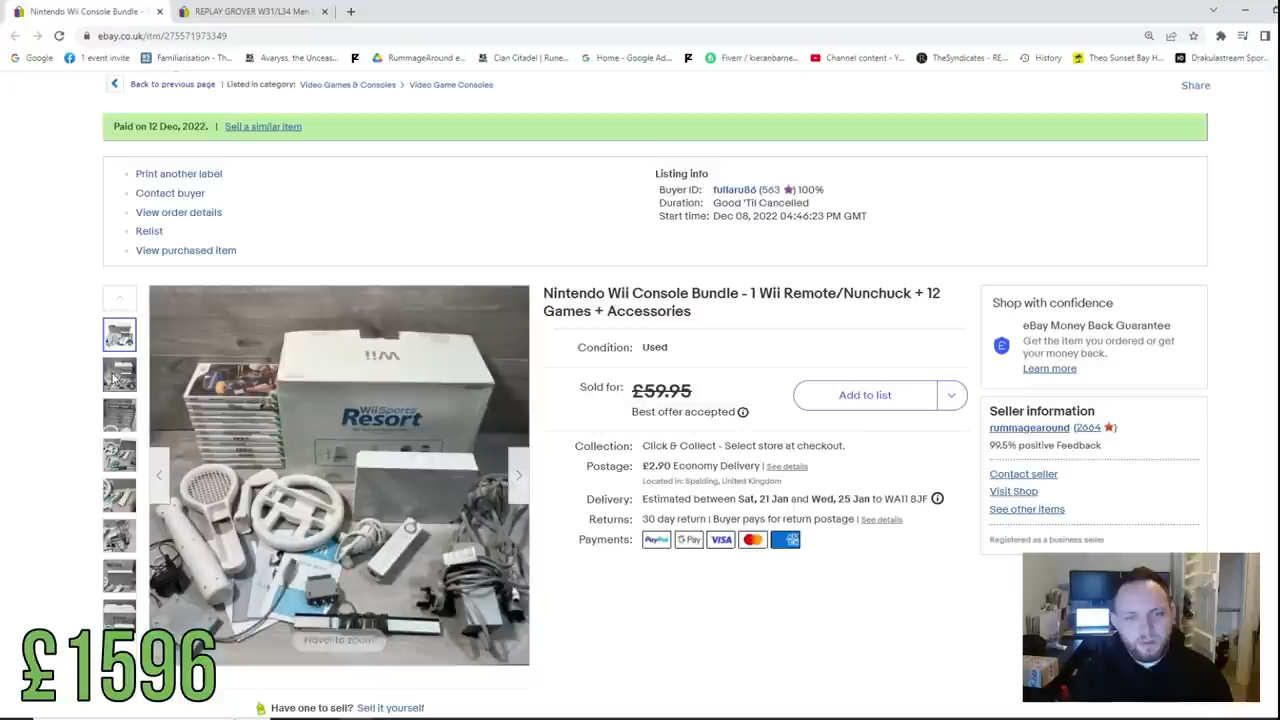 Nintendo Wii Console Bundle -
REPLAY GROVER W31/L34 Men
ebay.co.uk/itm/275571973349
Google
1 event invite
Familiarisation - Th...
Avaryss, the Uncea...
RummageAround e...
Clan Citadel | Rune...
Home - Google Ad...
Fiverr / kieranbarne...
Channel content - Y...
TheSyndicates - RE...
History
Theo Sunset Bay H...
Drakulastream Spor...
Back to previous page | Listed in category: Video Games & Consoles > Video Game Consoles
Share
Paid on 12 Dec, 2022. | Sell a similar item
Print another label
Contact buyer
View order details
Relist
View purchased item
Listing info
Buyer ID: fullaru86 (563 ) 100%
Duration: Good 'Til Cancelled
Start time: Dec 08, 2022 04:46:23 PM GMT
Wii
Wii Sports
Resort
Hover to zoom
Nintendo Wii Console Bundle - 1 Wii Remote/Nunchuck + 12
Games + Accessories
Condition: Used
Sold for: £59.95
Best offer accepted
Add to list
Collection: Click & Collect - Select store at checkout.
Postage: £2.90 Economy Delivery | See details
Located in: Spalding, United Kingdom
Delivery: Estimated between Sat, 21 Jan and Wed, 25 Jan to WA11 8JF
Returns: 30 day return | Buyer pays for return postage | See details
Payments: PayPal G Pay VISA
Shop with confidence
eBay Money Back Guarantee
Get the item you ordered or get
your money back.
Learn more
Seller information
rummagearound (2664 )
99.5% positive Feedback
Contact seller
Visit Shop
See other items
Registered as a business seller
£1596
Have one to sell? Sell it yourself